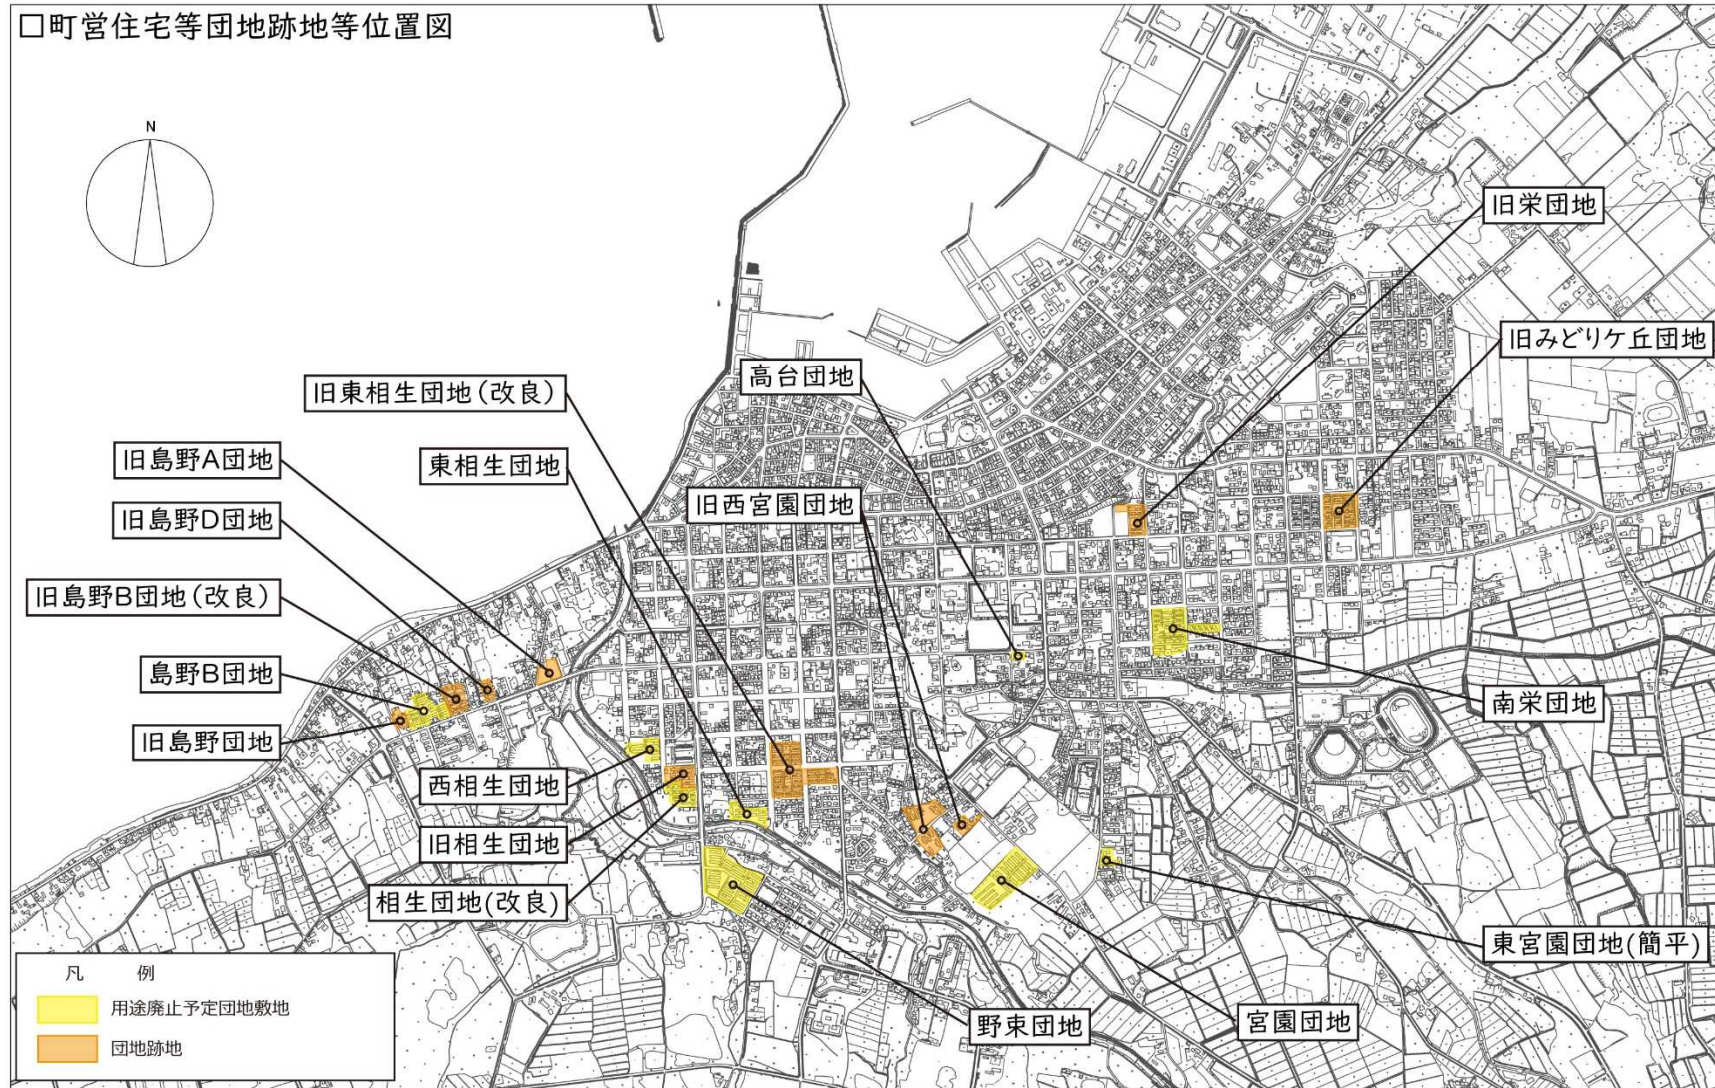 □町営住宅等団地跡地等位置図
N
旧栄団地
旧みどりケ丘団地
高台団地
旧東相生団地(改良)
旧島野A団地
東相生団地
旧西宮園団地
旧島野D団地
旧島野B団地(改良)
島野B団地
旧島野団地
南栄団地
西相生団地
旧相生団地
相生団地(改良)
東宮園団地(簡平)
野束団地
宮園団地
凡 例
用途廃止予定団地敷地
団地跡地